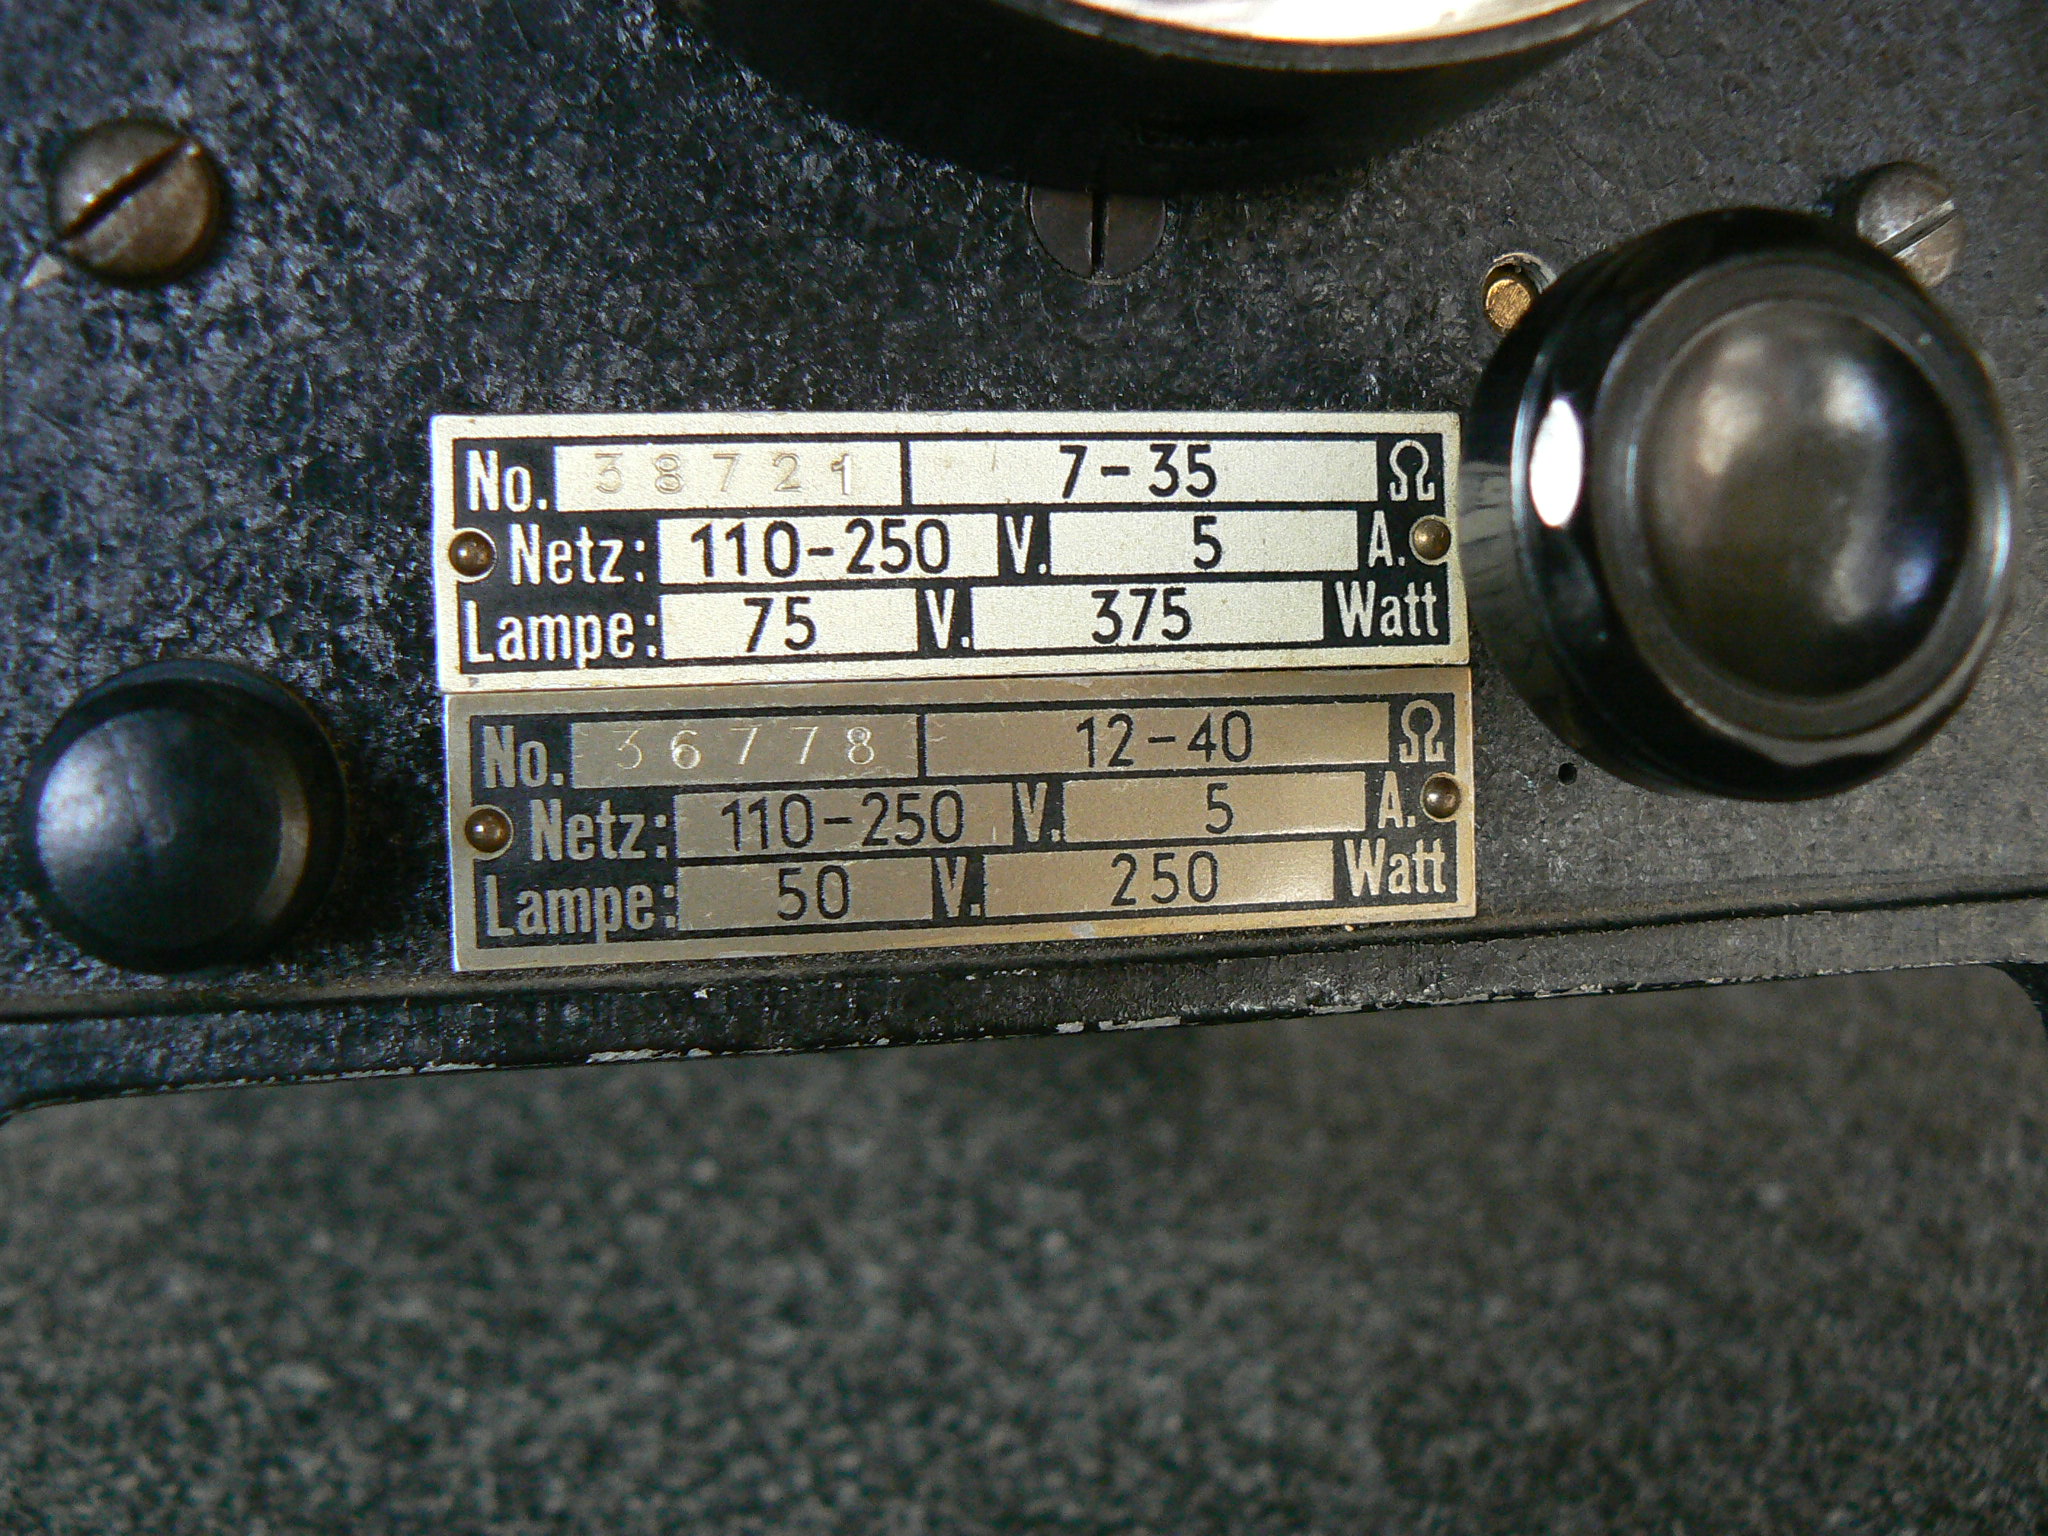 No. 38721 7-35 Ω
Netz: 110-250 V. 5 A.
Lampe: 75 V. 375 Watt
No. 36778 12-40 Ω
Netz: 110-250 V. 5 A.
Lampe: 50 V. 250 Watt